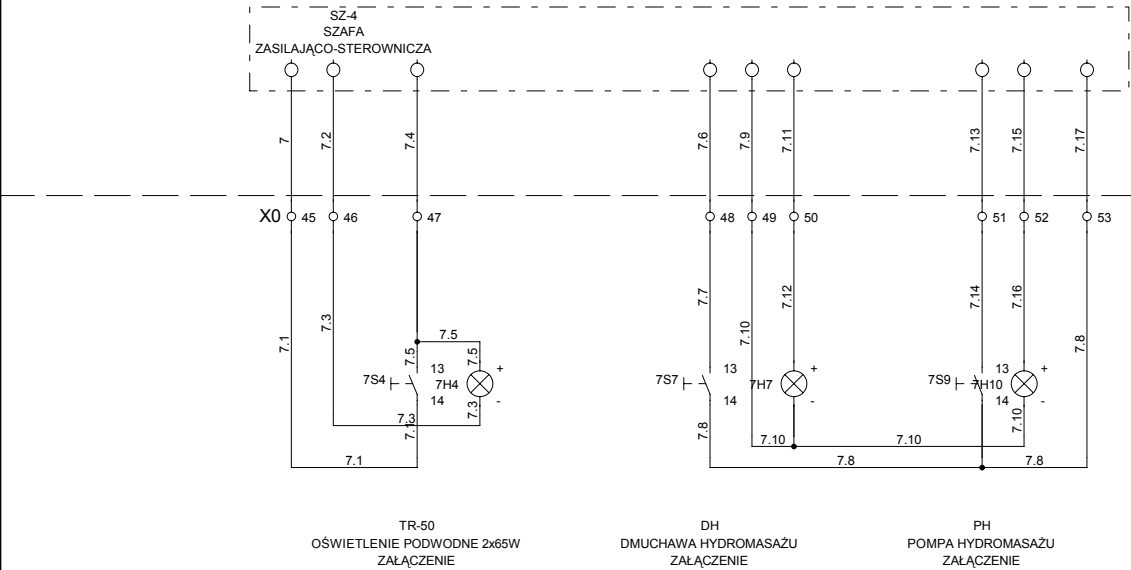 SZ-4
SZAFA
ZASILAJĄCO-STEROWNICZA
7
7.2
7.4
7.6
7.9
7.11
7.13
7.15
7.17
X0
45
46
47
48
49
50
51
52
53
7.1
7.3
7.7
7.10
7.12
7.14
7.16
7.8
7.5
7.5
7.5
7S4
13
14
7H4
+
-
7.3
7.3
7.1
7.1
7S7
13
14
7H7
+
-
7.8
7.10
7.10
7S9
13
14
7H10
+
-
7.10
7.8
7.8
TR-50
OŚWIETLENIE PODWODNE 2x65W
ZAŁĄCZENIE
DH
DMUCHAWA HYDROMASAŻU
ZAŁĄCZENIE
PH
POMPA HYDROMASAŻU
ZAŁĄCZENIE